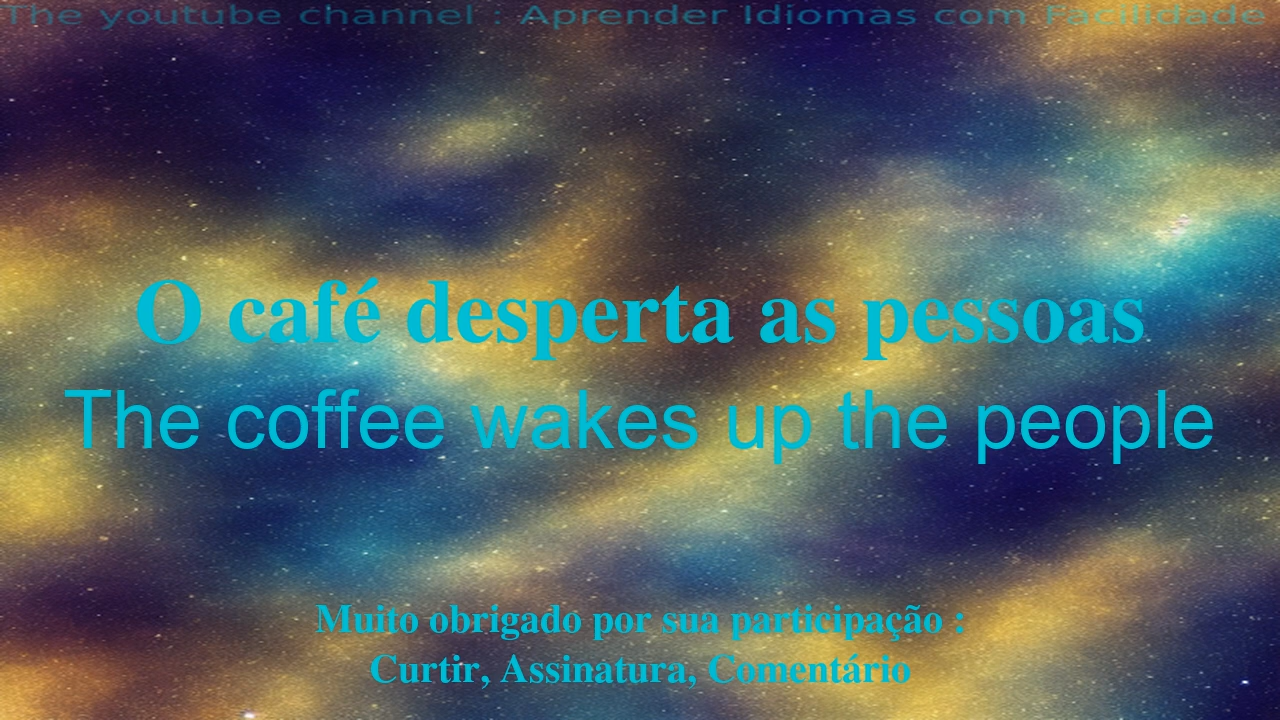 The youtube channel : Aprender Idiomas com Facilidade
O café desperta as pessoas
The coffee wakes up the people
Muito obrigado por sua participação :
Curtir, Assinatura, Comentário